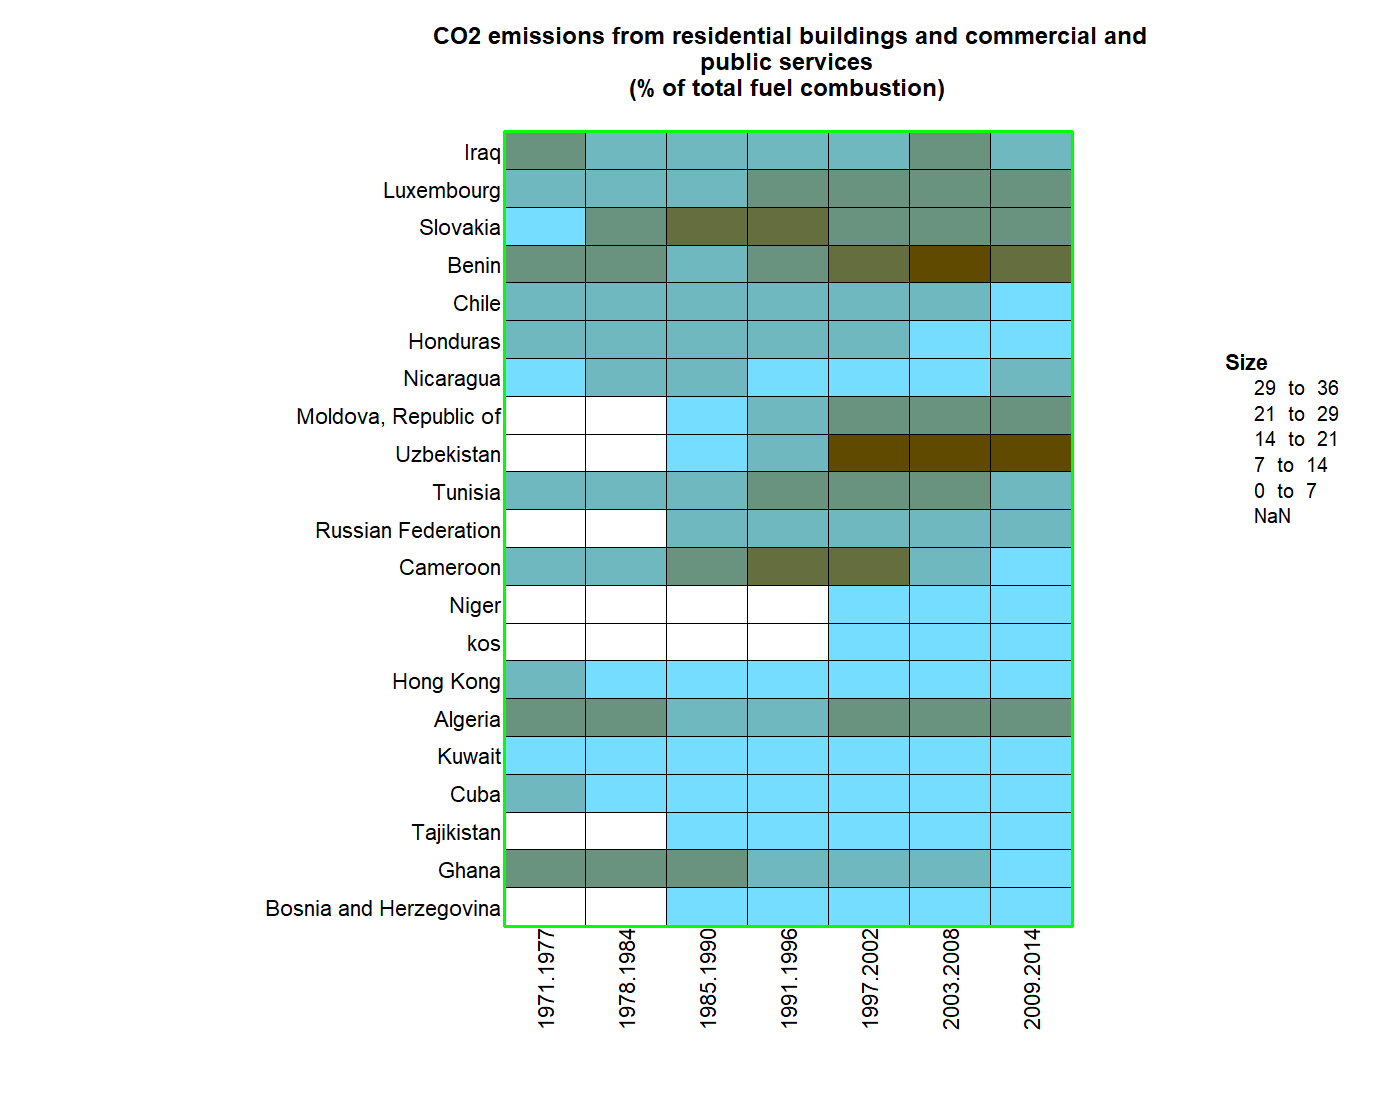 CO2 emissions from residential buildings and commercial and
public services
(% of total fuel combustion)
Iraq
Luxembourg
Slovakia
Benin
Chile
Honduras
Nicaragua
Moldova, Republic of
Uzbekistan
Tunisia
Russian Federation
Cameroon
Niger
kos
Hong Kong
Algeria
Kuwait
Cuba
Tajikistan
Ghana
Bosnia and Herzegovina
1971.1977
1978.1984
1985.1990
1991.1996
1997.2002
2003.2008
2009.2014
Size
29 to 36
21 to 29
14 to 21
7 to 14
0 to 7
NaN